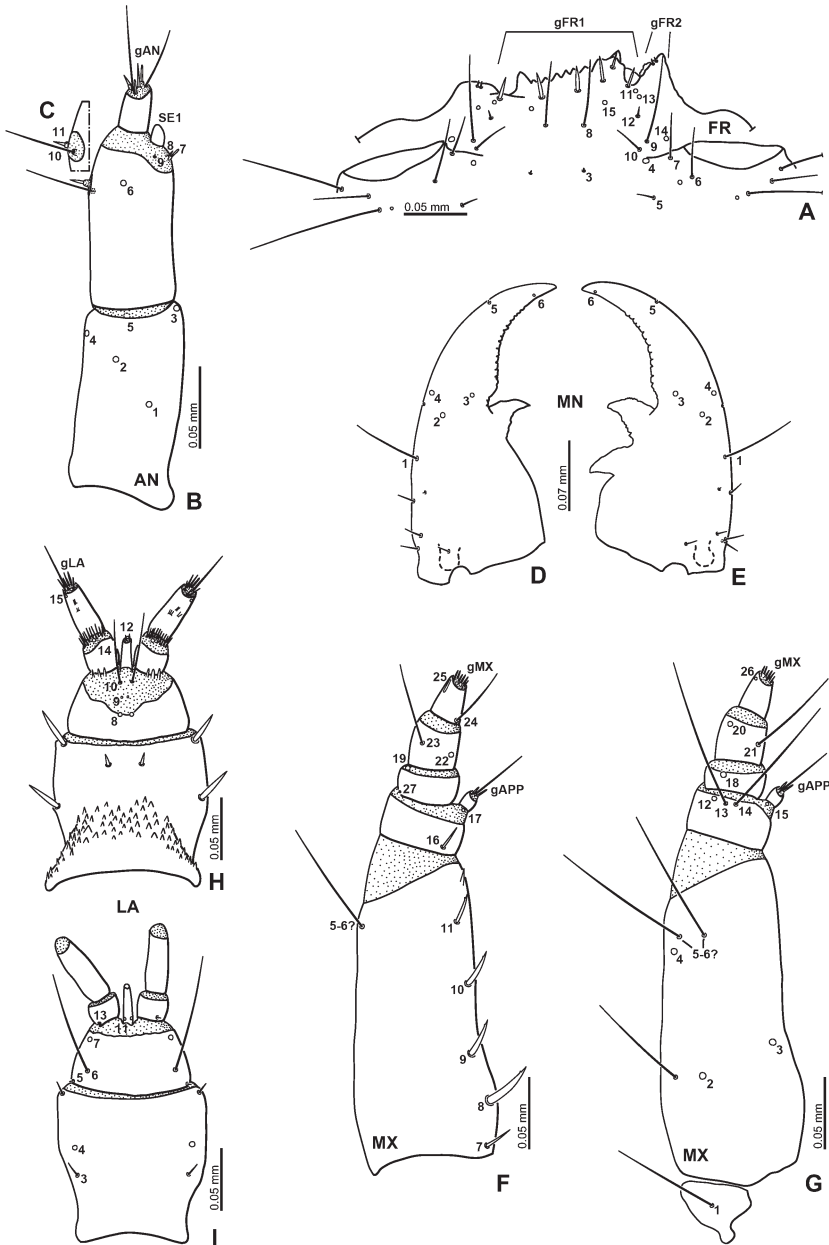 gFR1
gFR2
11
13
15
12
8
FR
14
10
9
4
7
3
6
5
0.05 mm
A
gAN
C
SE1
11
10
8
7
9
6
3
5
4
2
1
0.05 mm
AN
B
5
6
6
5
4
3
2
MN
3
4
2
1
1
0.07 mm
D
E
gLA
15
12
14
10
9
8
0.05 mm
H
LA
13
11
7
5
6
4
3
0.05 mm
I
gMX
25
24
23
22
19
27
gAPP
17
16
5-6?
11
10
9
8
7
0.05 mm
MX
F
gMX
26
20
21
18
gAPP
12
13
14
15
5-6?
4
3
2
0.05 mm
MX
G
1